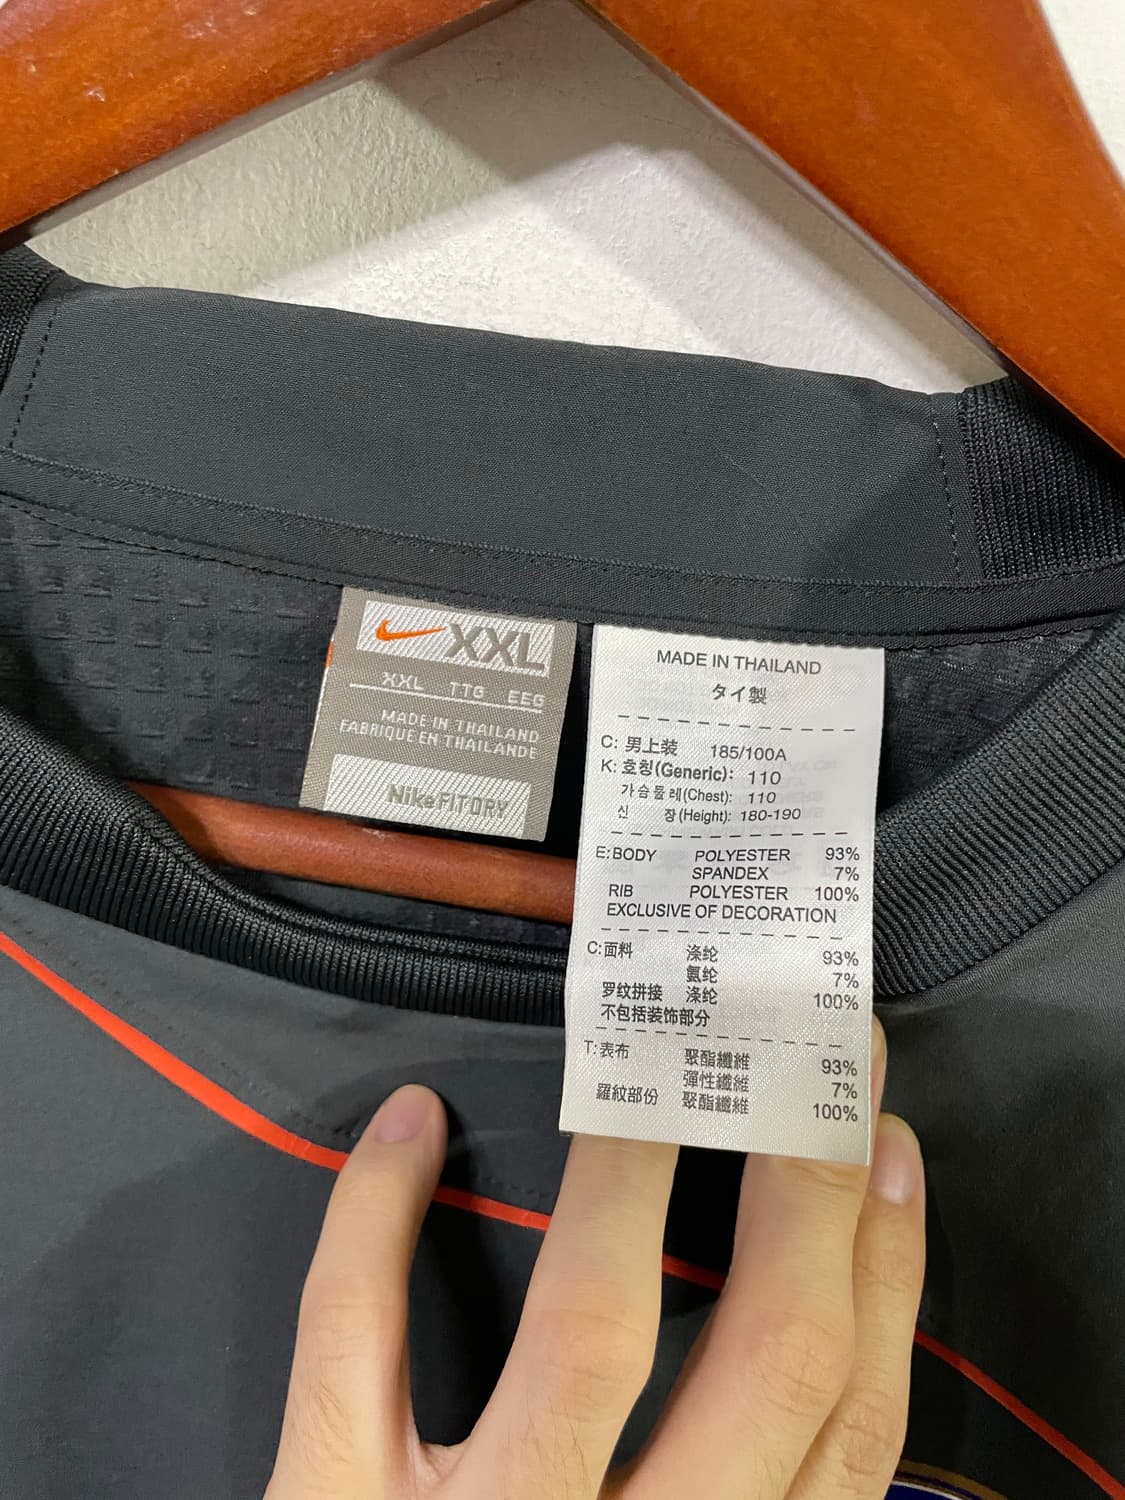 XXL
XXL TTG EEG
MADE IN THAILAND
FABRIQUE EN THAILANDE
Nike FITDRY
MADE IN THAILAND
タイ製
C: 男上装 185/100A
K: 호칭(Generic): 110
가슴둘레(Chest): 110
신 장(Height): 180-190
E: BODY POLYESTER 93%
SPANDEX 7%
RIB POLYESTER 100%
EXCLUSIVE OF DECORATION
C: 面料 涤纶 93%
氨纶 7%
罗纹拼接 涤纶 100%
不包括装饰部分
T: 表布 聚酯纖維 93%
彈性纖維 7%
羅紋部份 聚酯纖維 100%